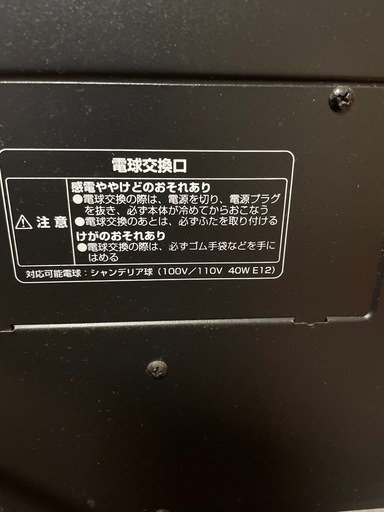 電球交換口
⚠注意
感電ややけどのおそれあり
●電球交換の際は、電源を切り、電源プラグ
を抜き、必ず本体が冷めてからおこなう
●電球交換のあとは、必ずふたを取り付ける
けがのおそれあり
●電球交換の際は、必ずゴム手袋などを手に
はめる
対応可能電球：シャンデリア球（100V／110V 40W E12）